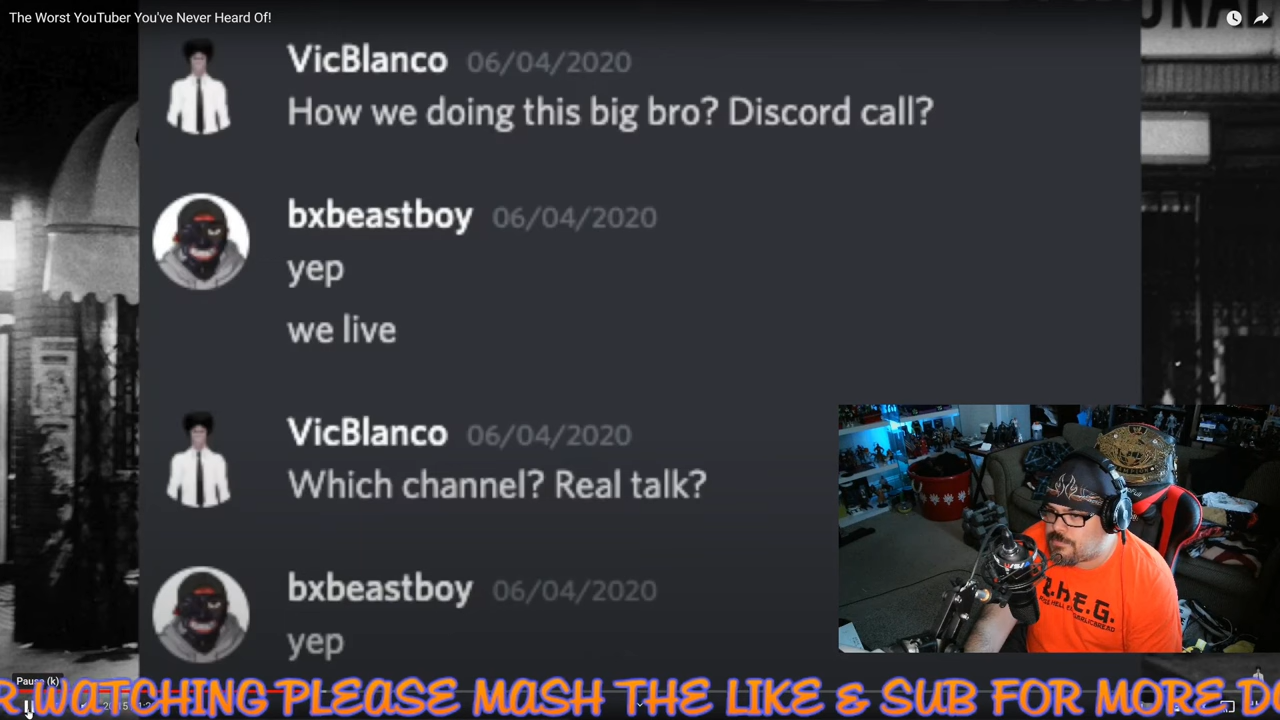 The Worst YouTuber You've Never Heard Of!
VicBlanco 06/04/2020
How we doing this big bro? Discord call?
bxbeastboy 06/04/2020
yep
we live
VicBlanco 06/04/2020
Which channel? Real talk?
bxbeastboy 06/04/2020
yep
Pause (k)
R WATCHING PLEASE MASH THE LIKE & SUB FOR MORE DO